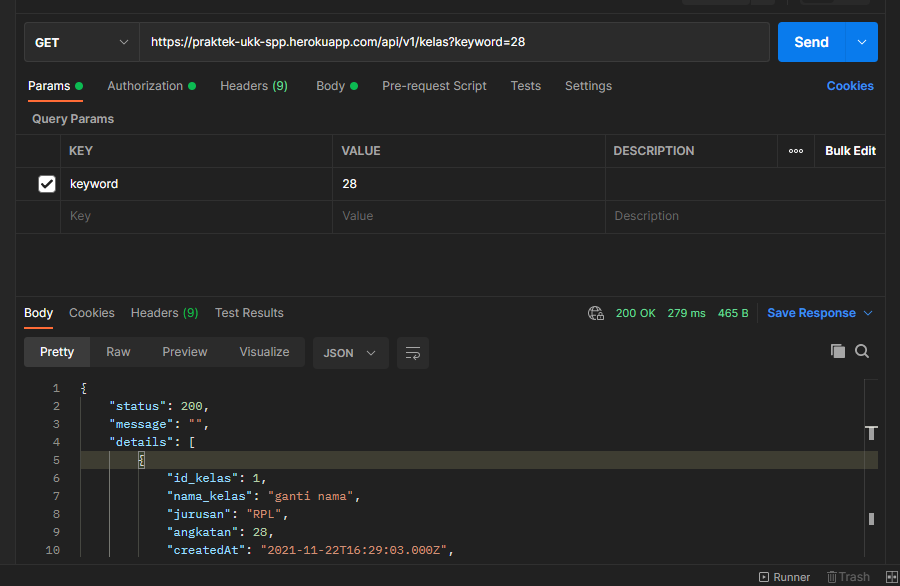 GET https://praktek-ukk-spp.herokuapp.com/api/v1/kelas?keyword=28 Send
Params Authorization Headers (9) Body Pre-request Script Tests Settings Cookies
Query Params
KEY VALUE DESCRIPTION ooo Bulk Edit
keyword 28
Key Value Description
Body Cookies Headers (9) Test Results 200 OK 279 ms 465 B Save Response
Pretty Raw Preview Visualize JSON
1 {
2 "status": 200,
3 "message": "",
4 "details": [
5 {
6 "id_kelas": 1,
7 "nama_kelas": "ganti nama",
8 "jurusan": "RPL",
9 "angkatan": 28,
10 "createdAt": "2021-11-22T16:29:03.000Z",
Runner Trash